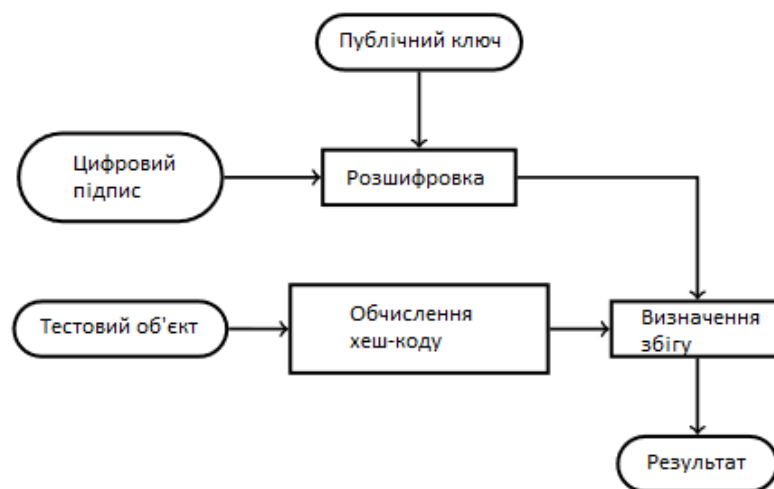 Публічний ключ
Цифровий
підпис
Розшифровка
Тестовий об'єкт
Обчислення
хеш-коду
Визначення
збігу
Результат